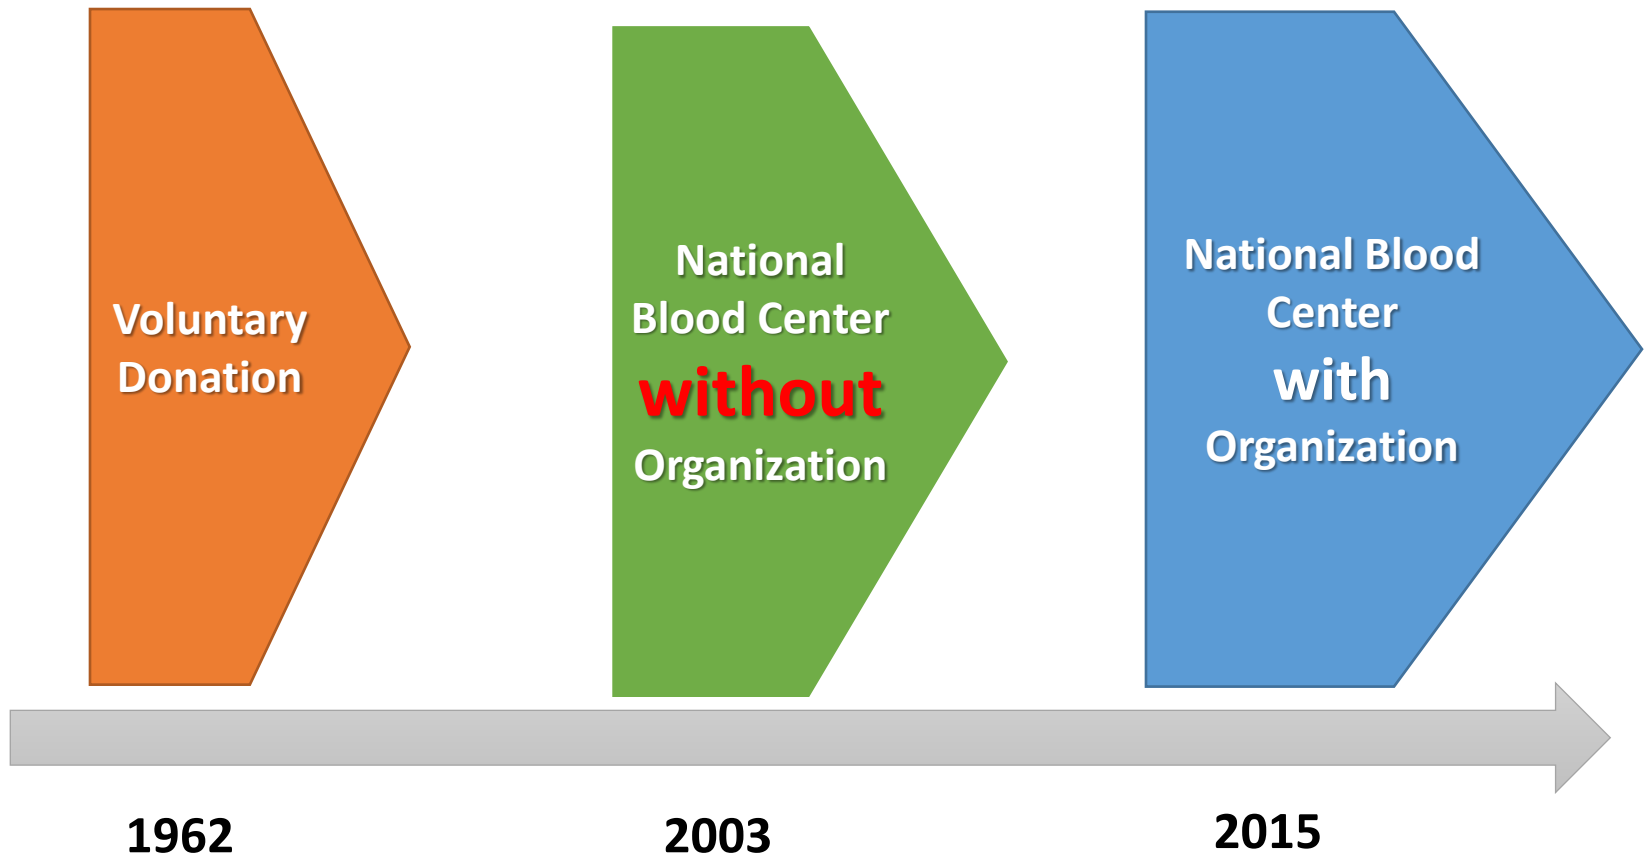 Voluntary
Donation
National
Blood Center
without
Organization
National Blood
Center
with
Organization
1962
2003
2015